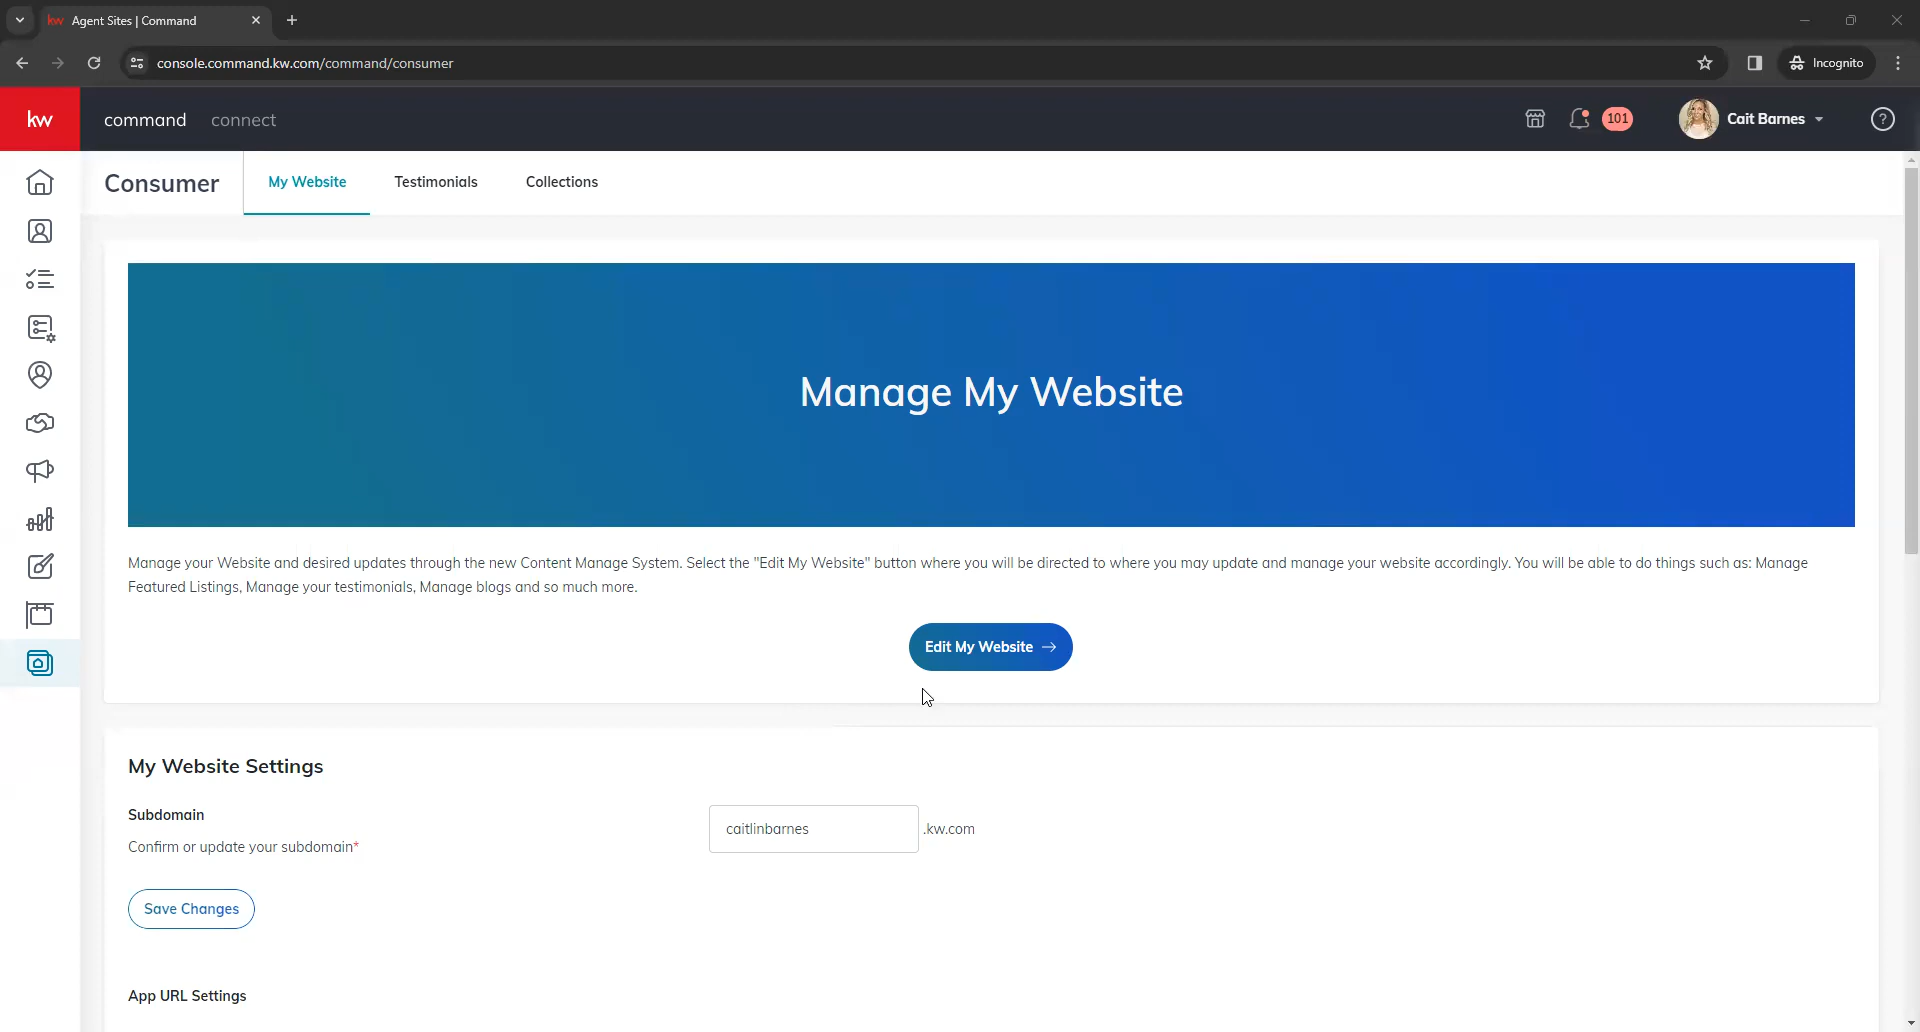 kw Agent Sites | Command
console.command.kw.com/command/consumer
Incognito
kw
command
connect
101
Cait Barnes
Consumer
My Website
Testimonials
Collections
Manage My Website
Manage your Website and desired updates through the new Content Manage System. Select the "Edit My Website" button where you will be directed to where you may update and manage your website accordingly. You will be able to do things such as: Manage
Featured Listings, Manage your testimonials, Manage blogs and so much more.
Edit My Website →
My Website Settings
Subdomain
Confirm or update your subdomain*
caitlinbarnes
.kw.com
Save Changes
App URL Settings